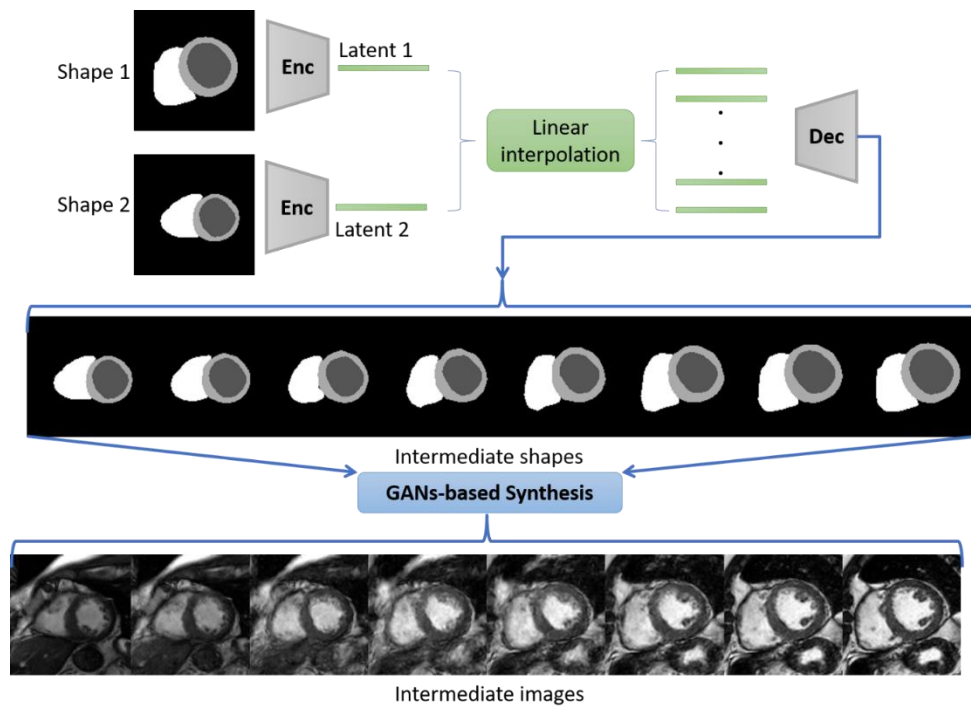 Shape 1
Enc
Latent 1
Linear
interpolation
Dec
Shape 2
Enc
Latent 2
Intermediate shapes
GANs-based Synthesis
Intermediate images